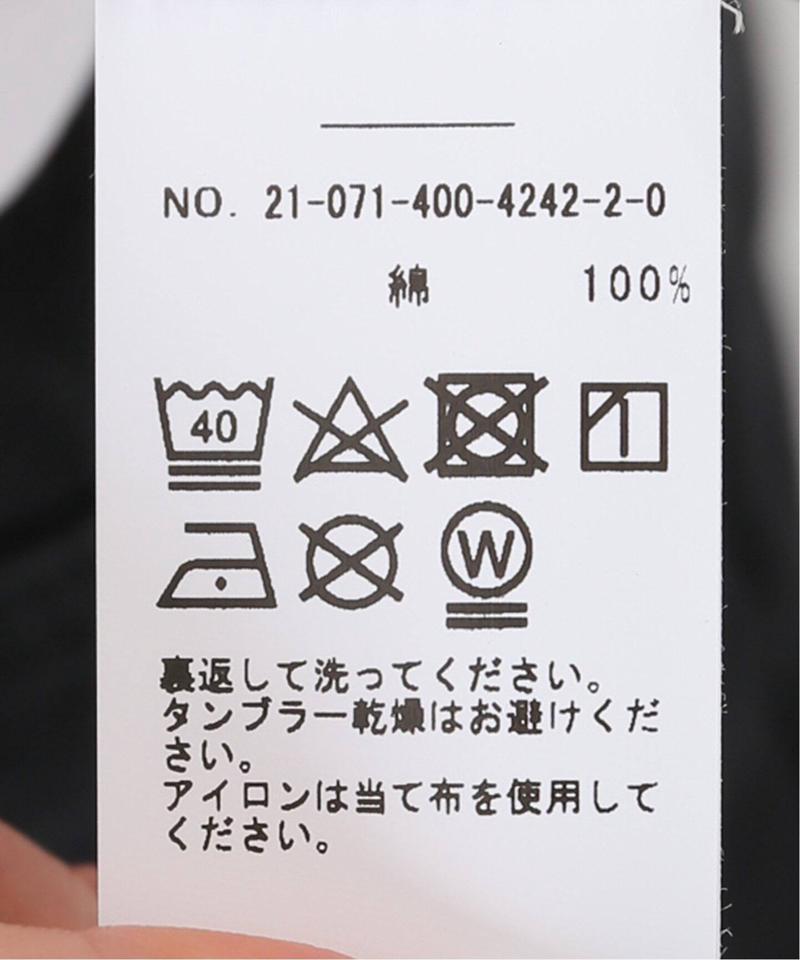 NO. 21-071-400-4242-2-0
綿 100%
40
W
裏返して洗ってください。
タンブラー乾燥はお避けくだ
さい。
アイロンは当て布を使用して
ください。